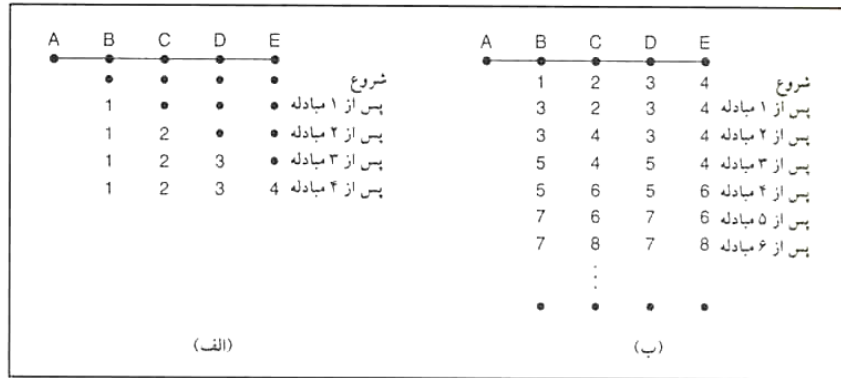 A B C D E
• • • • شروع
1 • • • پس از ۱ مبادله
1 2 • • پس از ۲ مبادله
1 2 3 • پس از ۳ مبادله
1 2 3 4 پس از ۴ مبادله
(الف)
A B C D E
1 2 3 4 شروع
3 2 3 4 پس از ۱ مبادله
3 4 3 4 پس از ۲ مبادله
5 4 5 4 پس از ۳ مبادله
5 6 5 6 پس از ۴ مبادله
7 6 7 6 پس از ۵ مبادله
7 8 7 8 پس از ۶ مبادله
⋮
• • • •
(ب)